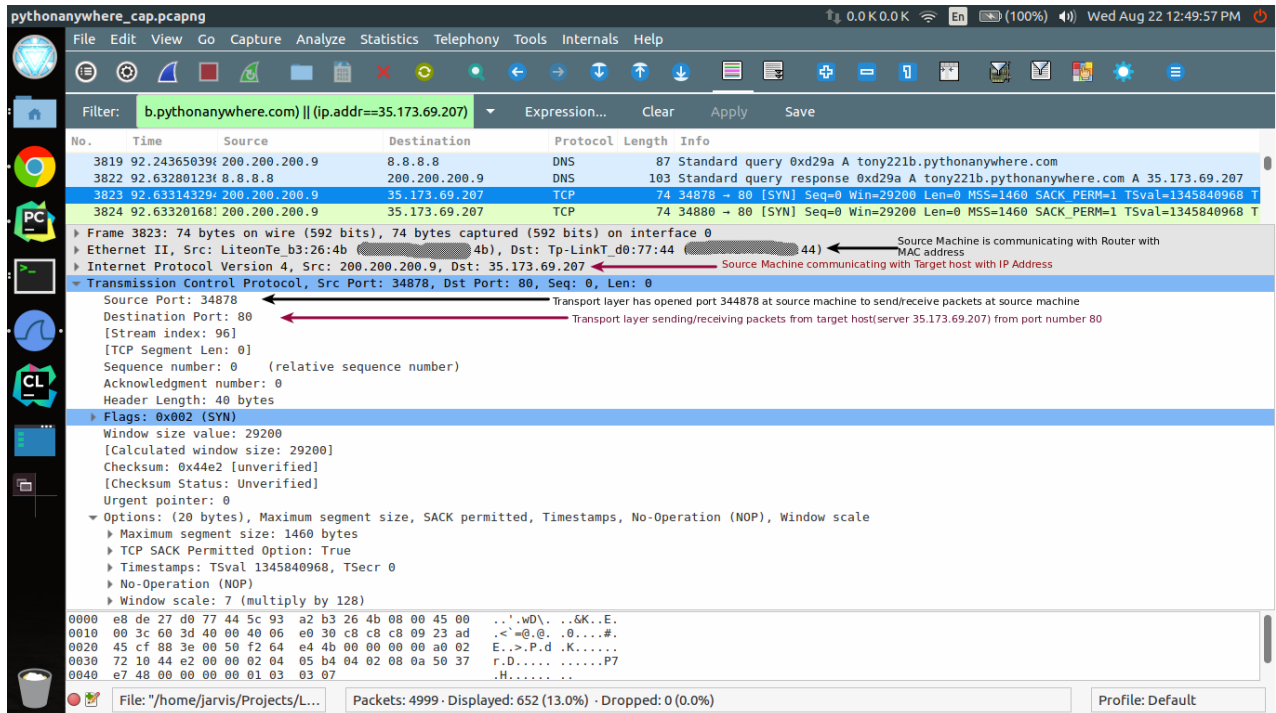 pythonanywhere_cap.pcapng
0.0 K 0.0 K En (100%) Wed Aug 22 12:49:57 PM
File Edit View Go Capture Analyze Statistics Telephony Tools Internals Help
Filter: b.pythonanywhere.com) || (ip.addr==35.173.69.207) Expression... Clear Apply Save
No. Time Source Destination Protocol Length Info
3819 92.243650398 200.200.200.9 8.8.8.8 DNS 87 Standard query 0xd29a A tony221b.pythonanywhere.com
3822 92.632801236 8.8.8.8 200.200.200.9 DNS 103 Standard query response 0xd29a A tony221b.pythonanywhere.com A 35.173.69.207
3823 92.633143294 200.200.200.9 35.173.69.207 TCP 74 34878 → 80 [SYN] Seq=0 Win=29200 Len=0 MSS=1460 SACK_PERM=1 TSval=1345840968 T
3824 92.633201681 200.200.200.9 35.173.69.207 TCP 74 34880 → 80 [SYN] Seq=0 Win=29200 Len=0 MSS=1460 SACK_PERM=1 TSval=1345840968 T
Frame 3823: 74 bytes on wire (592 bits), 74 bytes captured (592 bits) on interface 0
Ethernet II, Src: LiteonTe_b3:26:4b ( 4b), Dst: Tp-LinkT_d0:77:44 ( 44)
Source Machine is communicating with Router with
MAC address
Internet Protocol Version 4, Src: 200.200.200.9, Dst: 35.173.69.207
Source Machine communicating with Target host with IP Address
Transmission Control Protocol, Src Port: 34878, Dst Port: 80, Seq: 0, Len: 0
Source Port: 34878
Transport layer has opened port 344878 at source machine to send/receive packets at source machine
Destination Port: 80
Transport layer sending/receiving packets from target host(server 35.173.69.207) from port number 80
[Stream index: 96]
[TCP Segment Len: 0]
Sequence number: 0 (relative sequence number)
Acknowledgment number: 0
Header Length: 40 bytes
Flags: 0x002 (SYN)
Window size value: 29200
[Calculated window size: 29200]
Checksum: 0x44e2 [unverified]
[Checksum Status: Unverified]
Urgent pointer: 0
Options: (20 bytes), Maximum segment size, SACK permitted, Timestamps, No-Operation (NOP), Window scale
Maximum segment size: 1460 bytes
TCP SACK Permitted Option: True
Timestamps: TSval 1345840968, TSecr 0
No-Operation (NOP)
Window scale: 7 (multiply by 128)
0000 e8 de 27 d0 77 44 5c 93 a2 b3 26 4b 08 00 45 00 ..'.wD\. ..&K..E.
0010 00 3c 60 3d 40 00 40 06 e0 30 c8 c8 c8 09 23 ad .<`=@.@. .0....#.
0020 45 cf 88 3e 00 50 f2 64 e4 4b 00 00 00 00 a0 02 E..>.P.d .K......
0030 72 10 44 e2 00 00 02 04 05 b4 04 02 08 0a 50 37 r.D..... ......P7
0040 e7 48 00 00 00 00 01 03 03 07 .H...... ..
File: "/home/jarvis/Projects/L... Packets: 4999 · Displayed: 652 (13.0%) · Dropped: 0 (0.0%) Profile: Default
PC
>_
CL